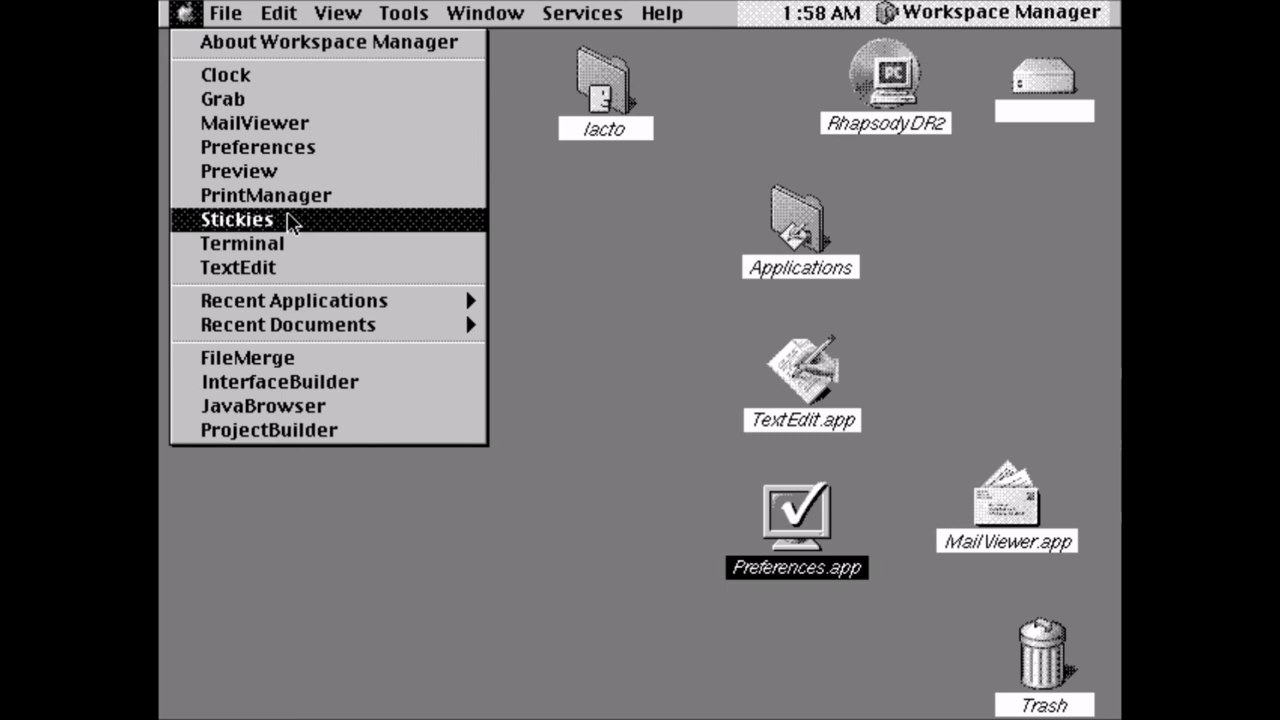 File Edit View Tools Window Services Help 1:58 AM Workspace Manager
About Workspace Manager
Clock
Grab
MailViewer
Preferences
Preview
PrintManager
Stickies
Terminal
TextEdit
Recent Applications
Recent Documents
FileMerge
InterfaceBuilder
JavaBrowser
ProjectBuilder
lacto
PC
RhapsodyDR2
Applications
TextEdit.app
Preferences.app
MailViewer.app
Trash